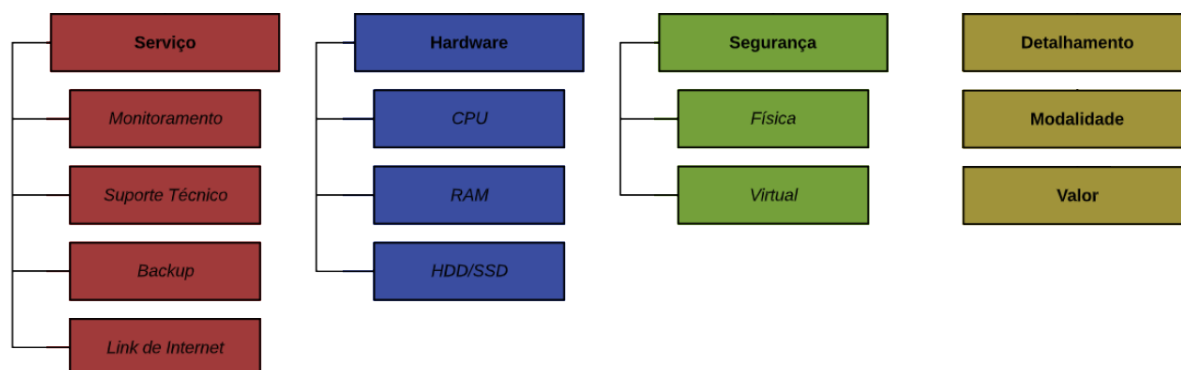 Serviço
Monitoramento
Suporte Técnico
Backup
Link de Internet
Hardware
CPU
RAM
HDD/SSD
Segurança
Física
Virtual
Detalhamento
Modalidade
Valor